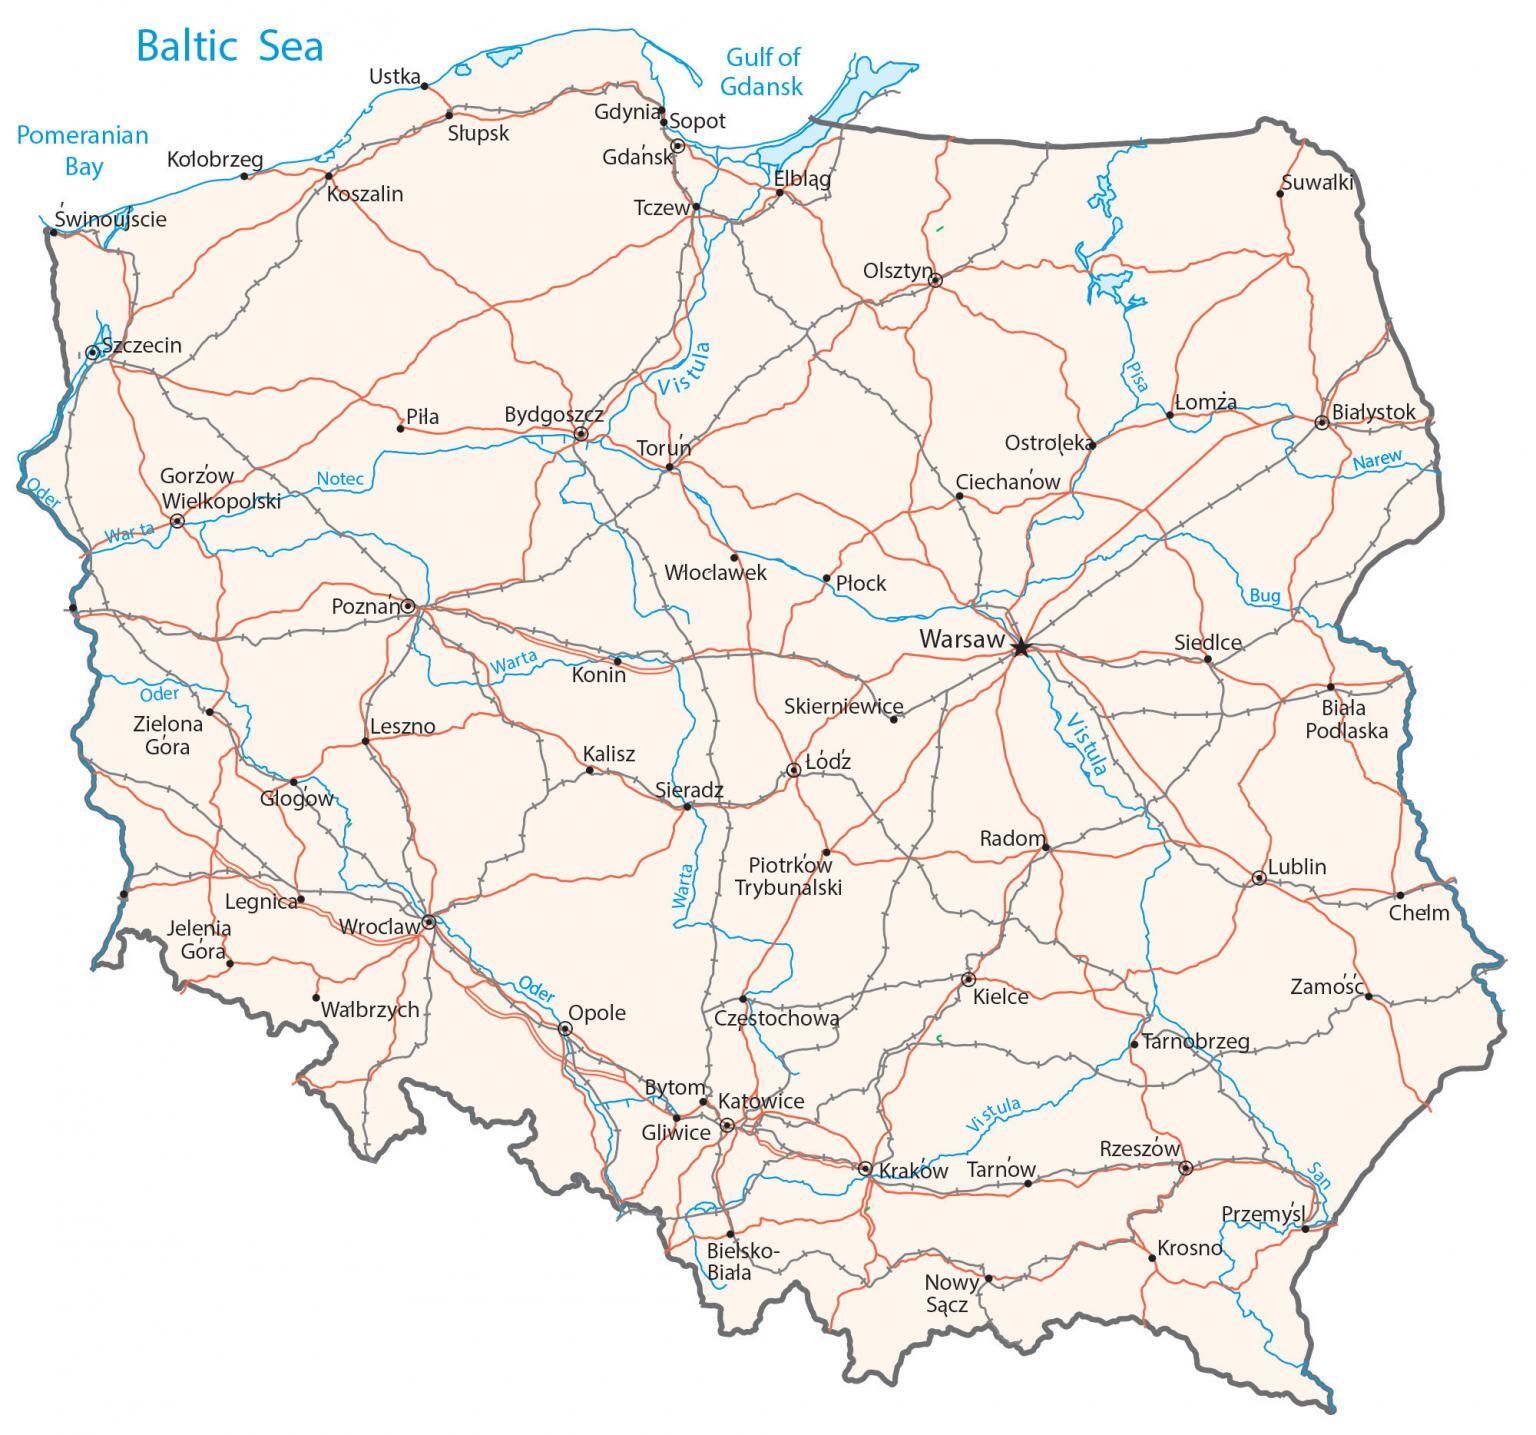 Baltic Sea
Gulf of
Gdansk
Ustka
Gdynia
Sopot
Słupsk
Pomeranian
Bay
Kołobrzeg
Gdańsk
Koszalin
Elbląg
Suwałki
Tczew
Świnoujście
Olsztyn
Szczecin
Vistula
Pisa
Piła
Bydgoszcz
Łomża
Białystok
Toruń
Ostrołęka
Narew
Gorzów
Wielkopolski
Notec
Ciechanów
Oder
Warta
Włocławek
Płock
Bug
Poznań
Warsaw
Siedlce
Warta
Konin
Oder
Zielona
Góra
Leszno
Warta
Skierniewice
Biała
Podlaska
Vistula
Kalisz
Łódź
Głogów
Sieradz
Radom
Piotrków
Trybunalski
Lublin
Warta
Legnica
Wrocław
Chełm
Jelenia
Góra
Oder
Kielce
Zamość
Wałbrzych
Opole
Częstochowa
Tarnobrzeg
Bytom
Katowice
Vistula
Gliwice
Kraków
Tarnów
Rzeszów
San
Przemyśl
Bielsko-
Biała
Krosno
Nowy
Sącz